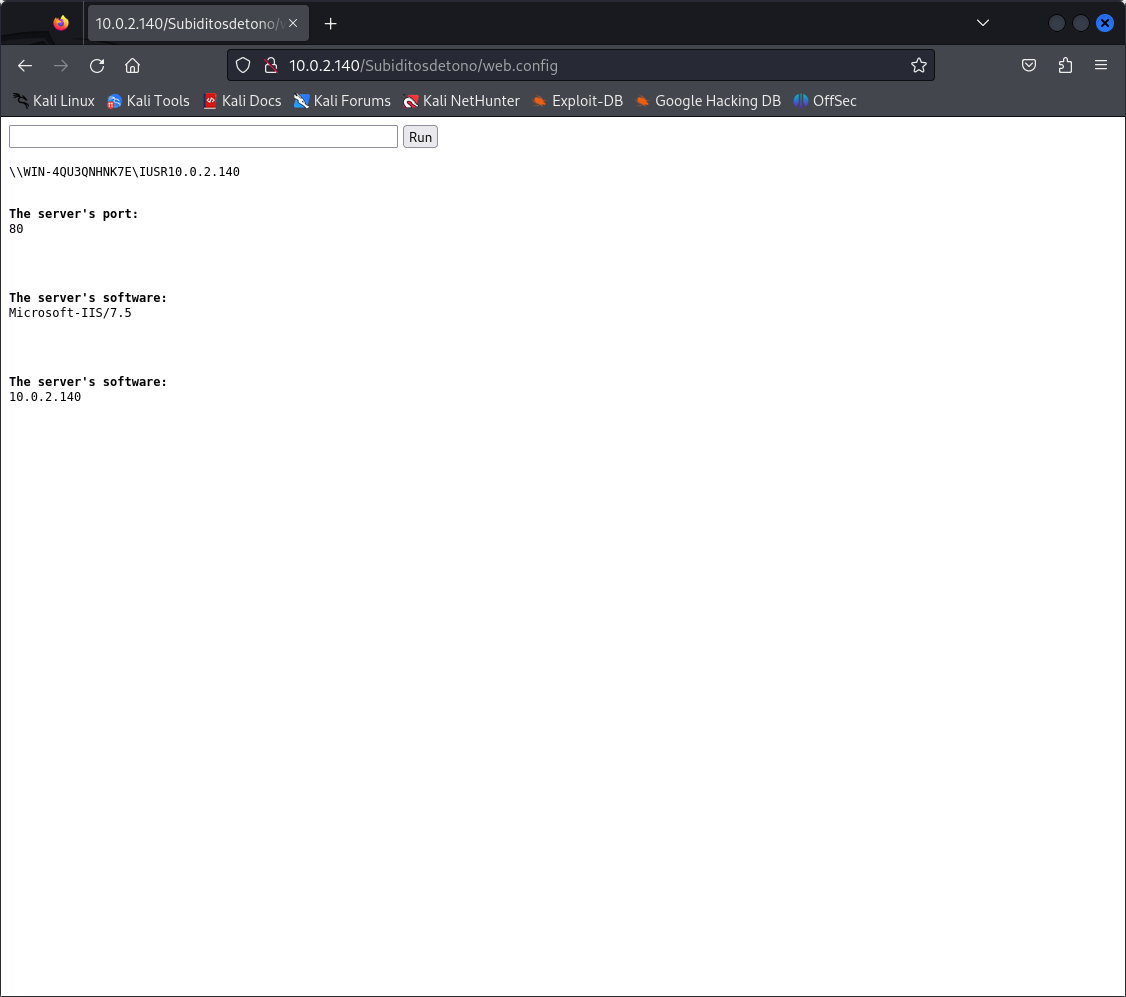 10.0.2.140/Subiditosdetono/
10.0.2.140/Subiditosdetono/web.config
Kali Linux Kali Tools Kali Docs Kali Forums Kali NetHunter Exploit-DB Google Hacking DB OffSec
Run
\\WIN-4QU3QNHNK7E\IUSR10.0.2.140
The server's port:
80
The server's software:
Microsoft-IIS/7.5
The server's software:
10.0.2.140